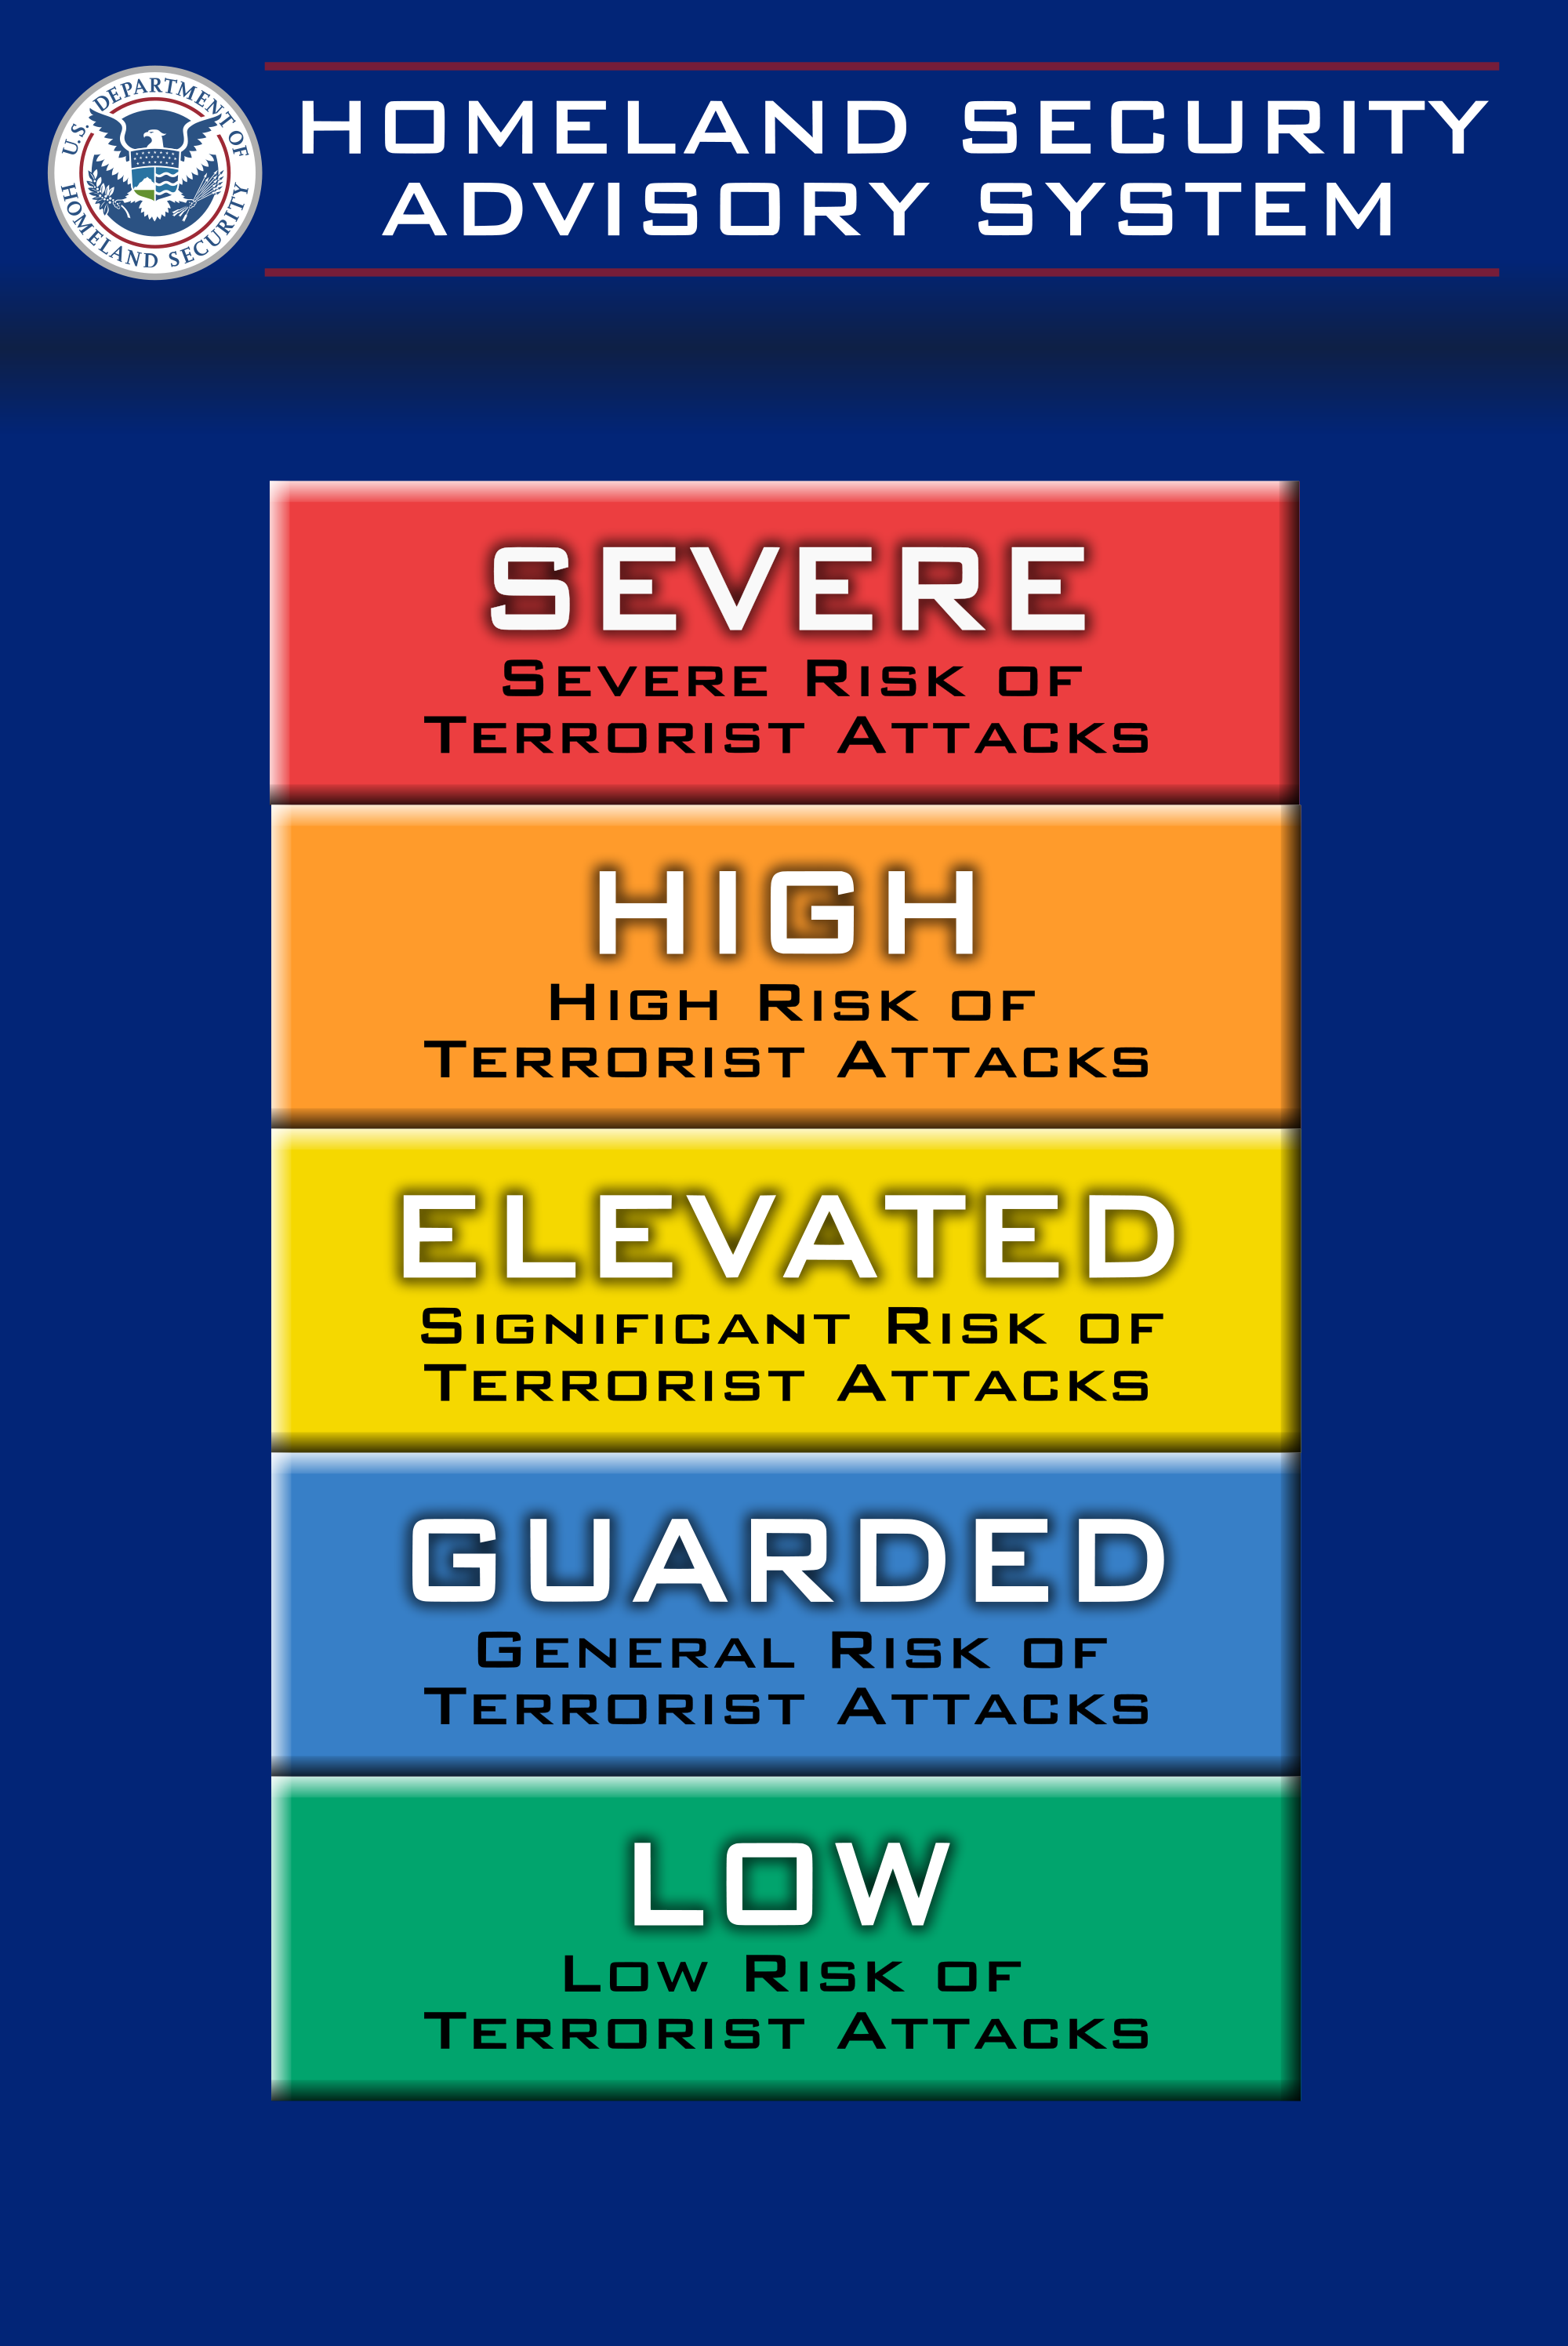 U.S. DEPARTMENT OF
HOMELAND SECURITY
HOMELAND SECURITY
ADVISORY SYSTEM
SEVERE
SEVERE RISK OF
TERRORIST ATTACKS
HIGH
HIGH RISK OF
TERRORIST ATTACKS
ELEVATED
SIGNIFICANT RISK OF
TERRORIST ATTACKS
GUARDED
GENERAL RISK OF
TERRORIST ATTACKS
LOW
LOW RISK OF
TERRORIST ATTACKS